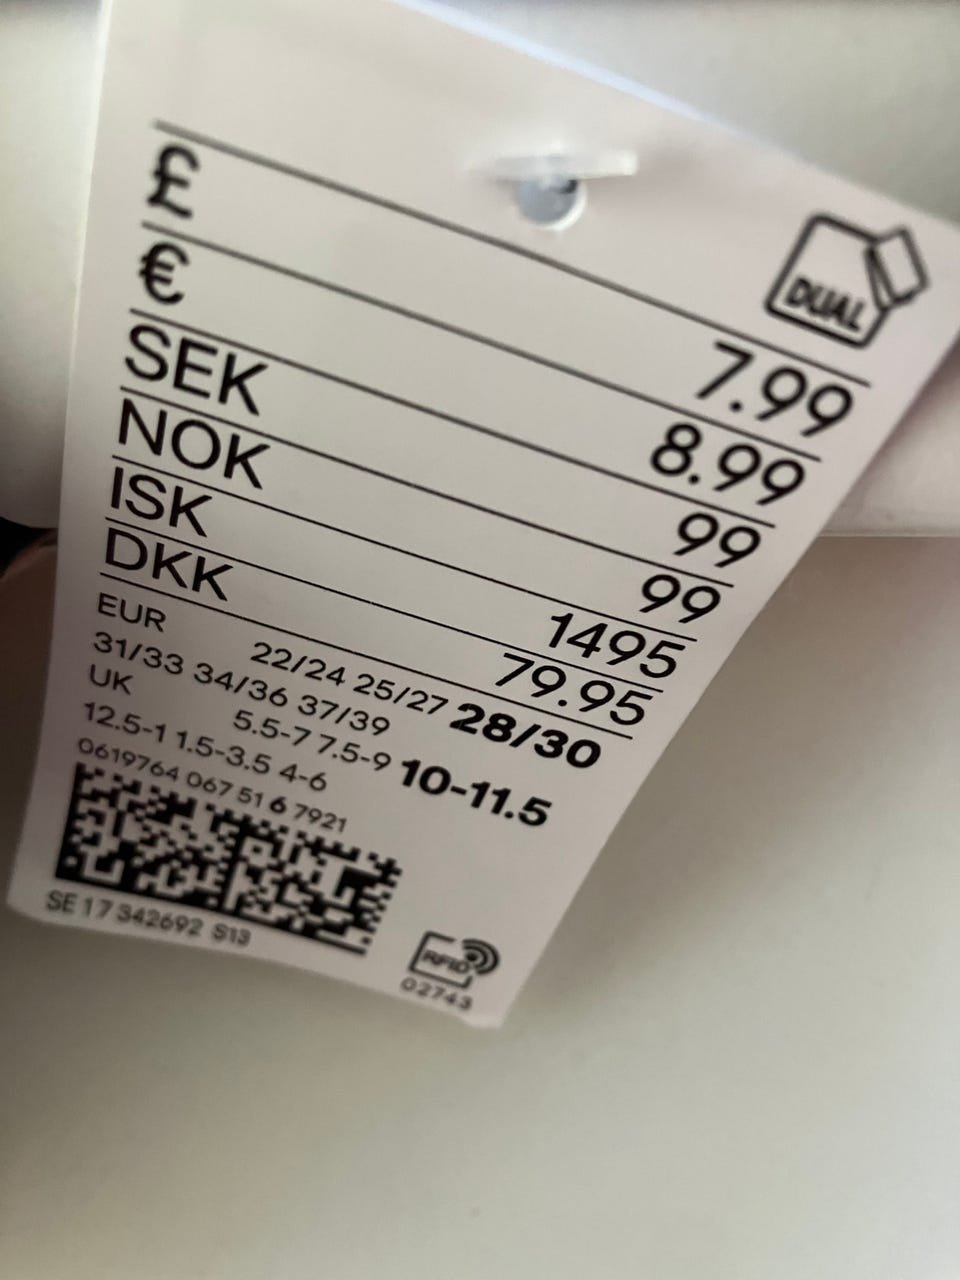 DUAL
£ 7.99
€ 8.99
SEK 99
NOK 99
ISK 1495
DKK 79.95
EUR 22/24 25/27 28/30
31/33 34/36 37/39
UK 5.5-7 7.5-9 10-11.5
12.5-1 1.5-3.5 4-6
0619764 067 51 6 7921
SE 17 342692 S13
RFID
02743